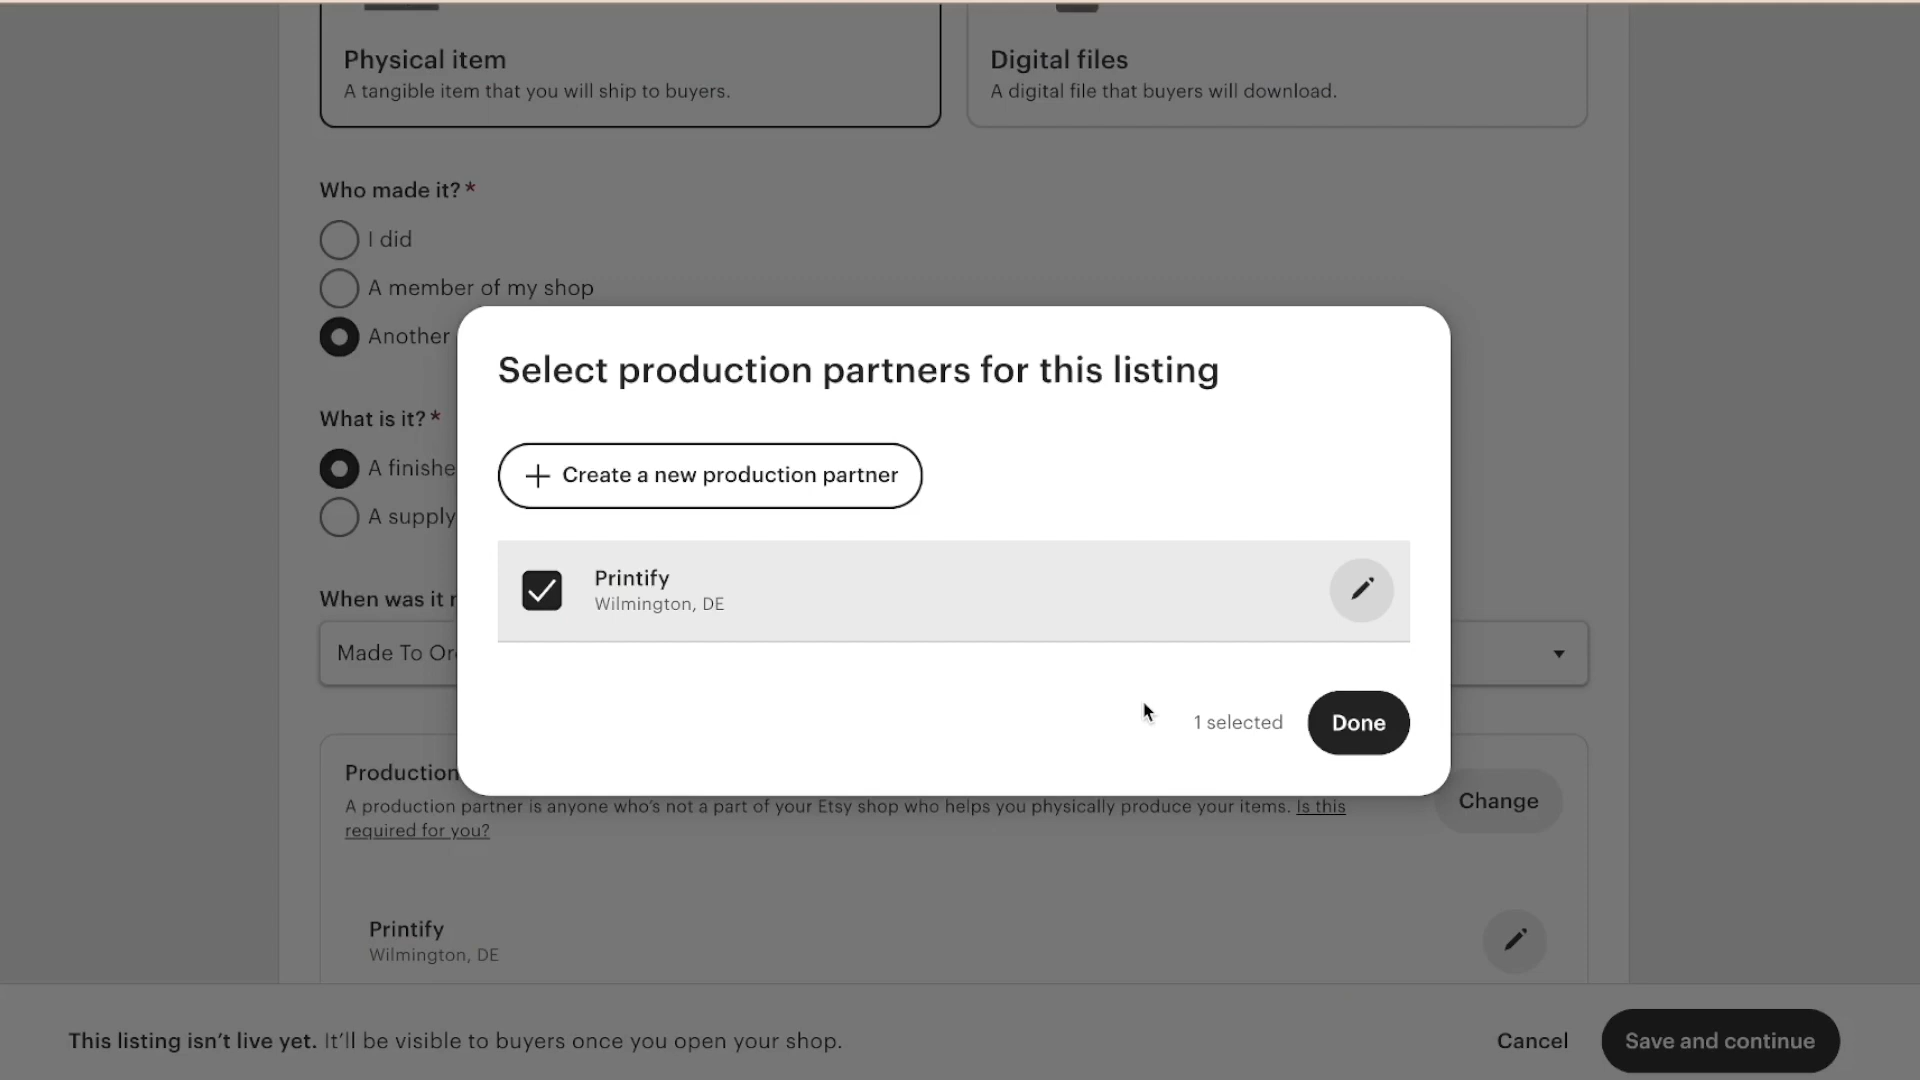 Physical item
A tangible item that you will ship to buyers.
Digital files
A digital file that buyers will download.
Who made it? *
I did
A member of my shop
Another
What is it? *
A finishe
A supply
When was it
Made To Or
Select production partners for this listing
Create a new production partner
Printify
Wilmington, DE
1 selected
Done
Production
A production partner is anyone who's not a part of your Etsy shop who helps you physically produce your items. Is this
required for you?
Change
Printify
Wilmington, DE
This listing isn't live yet. It'll be visible to buyers once you open your shop.
Cancel
Save and continue